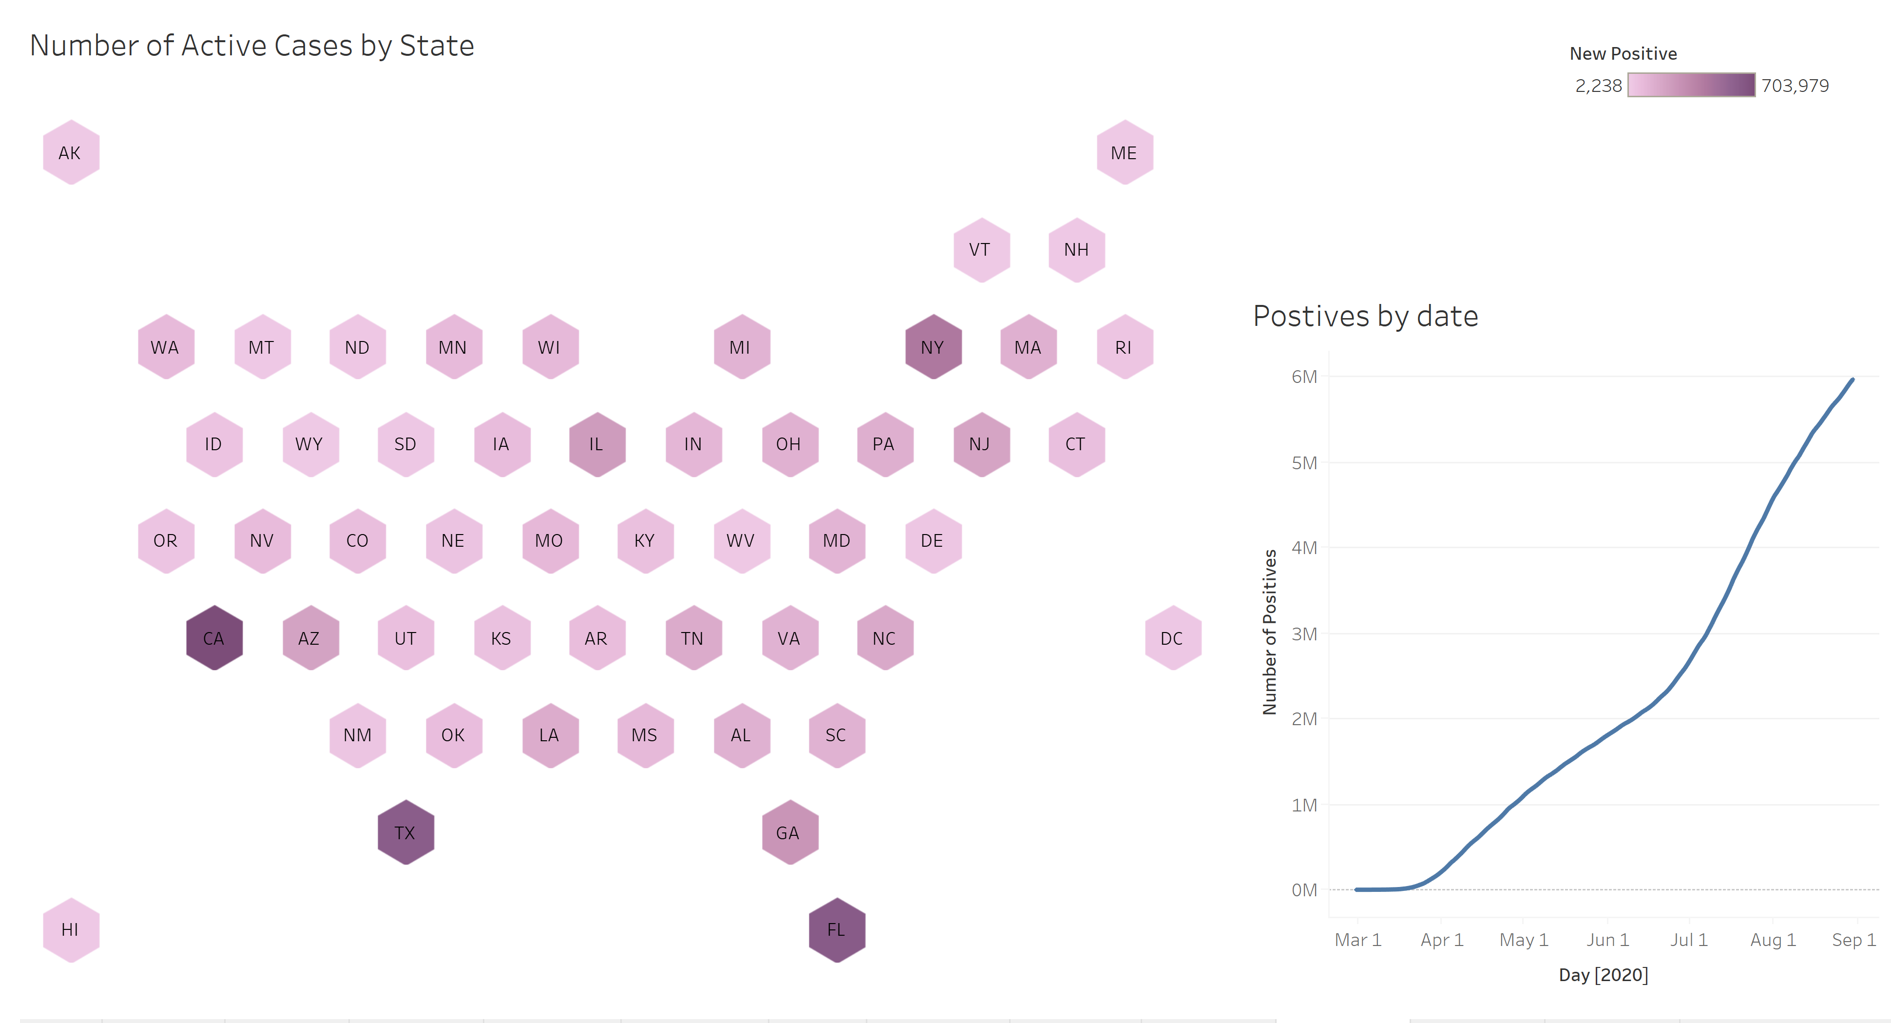 Number of Active Cases by State
New Positive
2,238 703,979
AK ME
VT NH
WA MT ND MN WI MI NY MA RI
ID WY SD IA IL IN OH PA NJ CT
OR NV CO NE MO KY WV MD DE
CA AZ UT KS AR TN VA NC DC
NM OK LA MS AL SC
TX GA
HI FL
Postives by date
Number of Positives
6M
5M
4M
3M
2M
1M
0M
Mar 1 Apr 1 May 1 Jun 1 Jul 1 Aug 1 Sep 1
Day [2020]